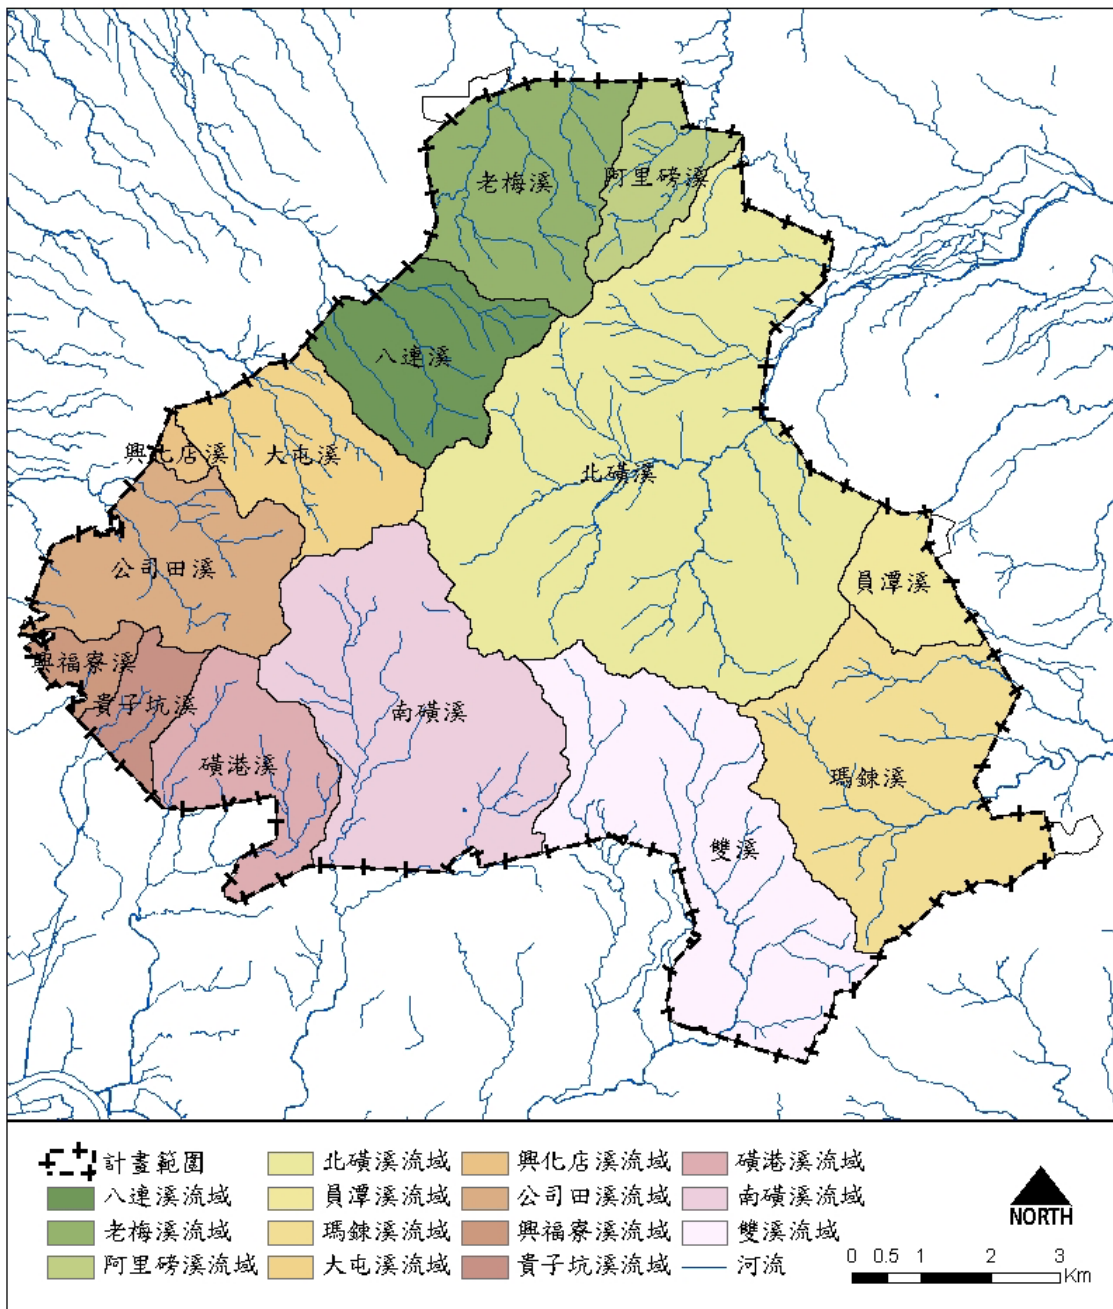 老梅溪
阿里磅溪
八連溪
興化店溪
大屯溪
北磺溪
公司田溪
員潭溪
興福寮溪
貴子坑溪
南磺溪
磺港溪
瑪鋉溪
雙溪
計畫範圍
八連溪流域
老梅溪流域
阿里磅溪流域
北磺溪流域
員潭溪流域
瑪鋉溪流域
大屯溪流域
興化店溪流域
公司田溪流域
興福寮溪流域
貴子坑溪流域
磺港溪流域
南磺溪流域
雙溪流域
河流
NORTH
0 0.5 1 2 3
Km